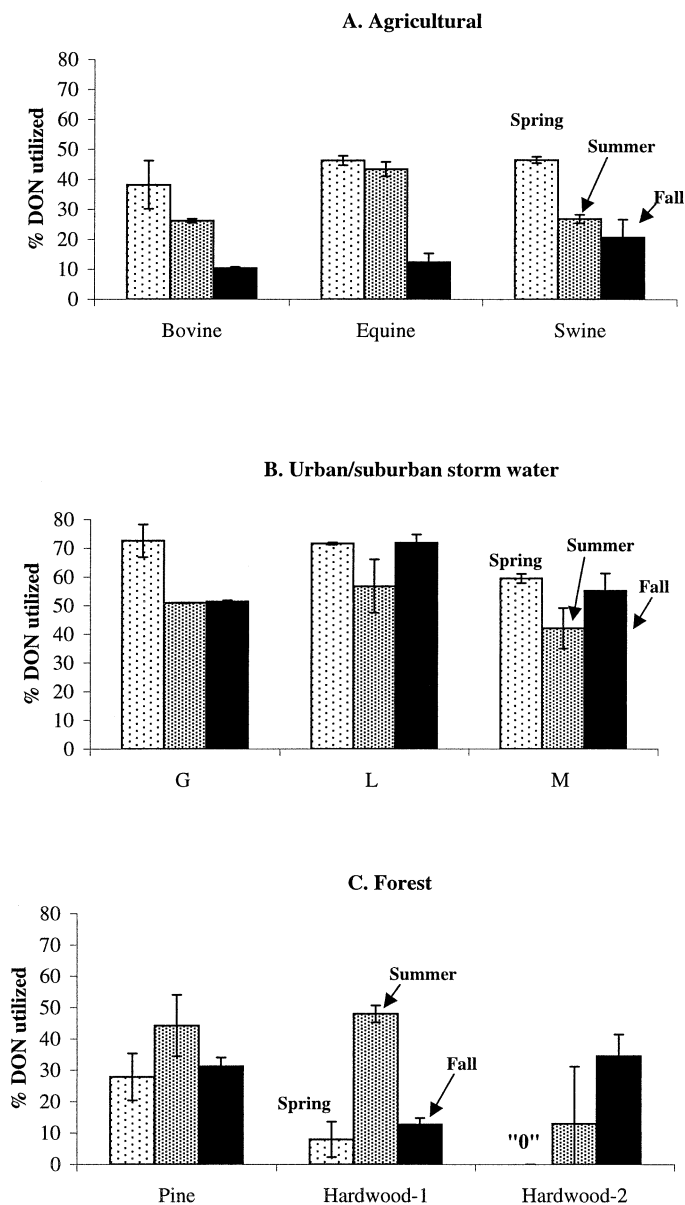 A. Agricultural
% DON utilized
80
70
60
50
40
30
20
10
0
Spring
Summer
Fall
Bovine
Equine
Swine
B. Urban/suburban storm water
% DON utilized
80
70
60
50
40
30
20
10
0
Spring
Summer
Fall
G
L
M
C. Forest
% DON utilized
80
70
60
50
40
30
20
10
0
Spring
Summer
Fall
"0"
Pine
Hardwood-1
Hardwood-2